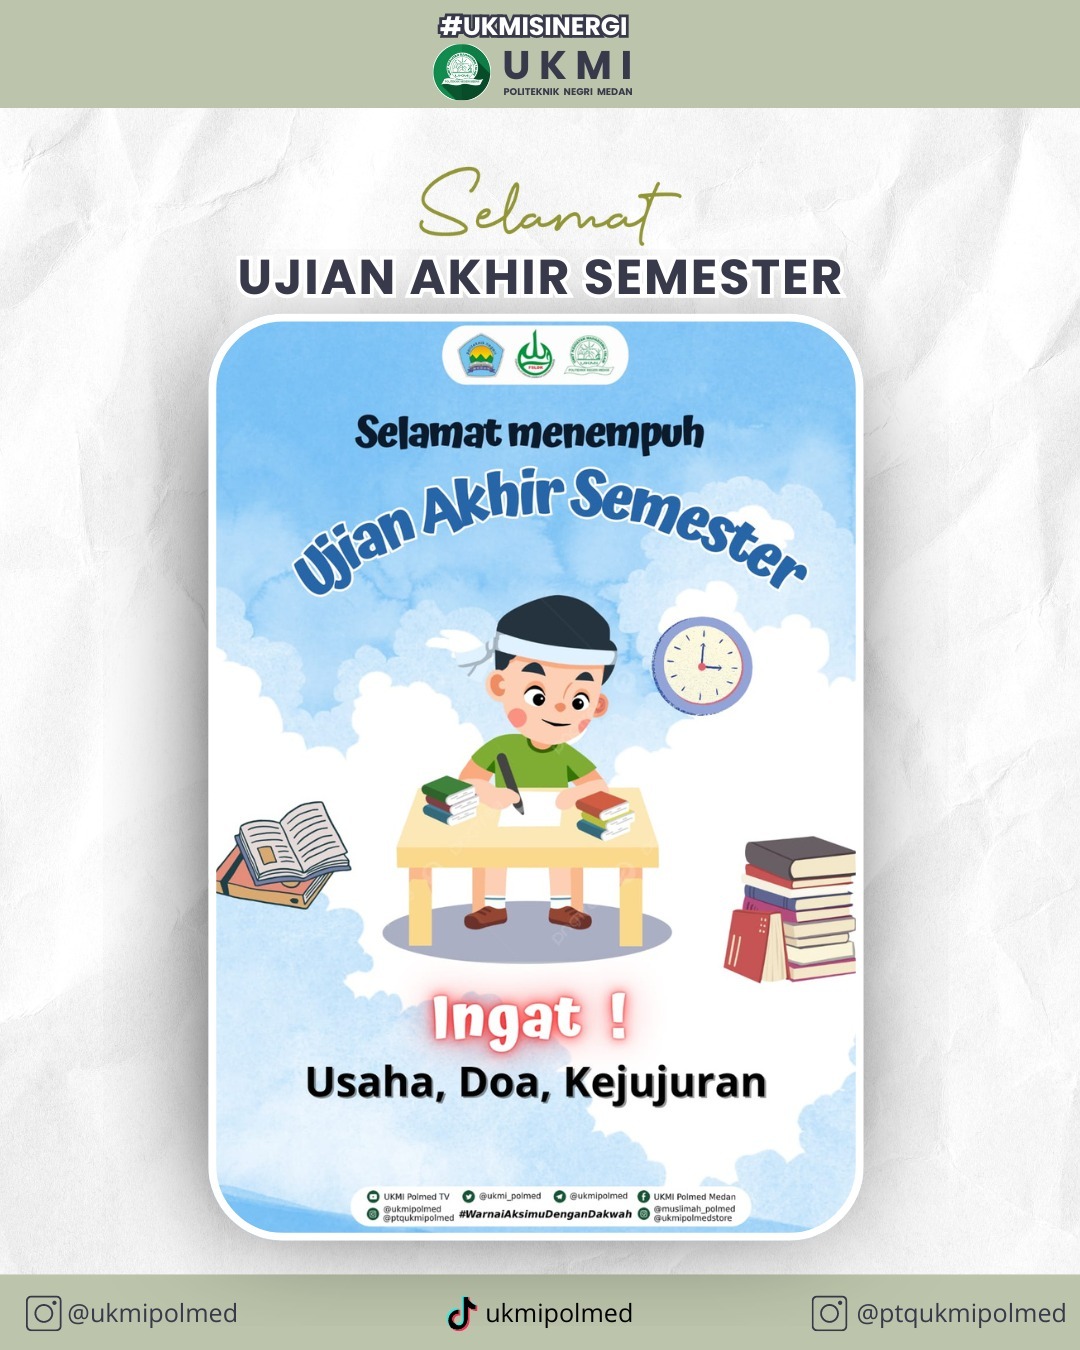 #UKMISINERGI
UKMI
POLITEKNIK NEGRI MEDAN
Selamat
UJIAN AKHIR SEMESTER
Selamat menempuh
Ujian Akhir Semester
Ingat !
Usaha, Doa, Kejujuran
UKMI Polmed TV @ukmi_polmed @ukmipolmed UKMI Polmed Medan
@ukmipolmed
@ptqukmipolmed
#WarnaiAksimuDenganDakwah
@muslimah_polmed
@ukmipolmedstore
@ukmipolmed ukmipolmed @ptqukmipolmed